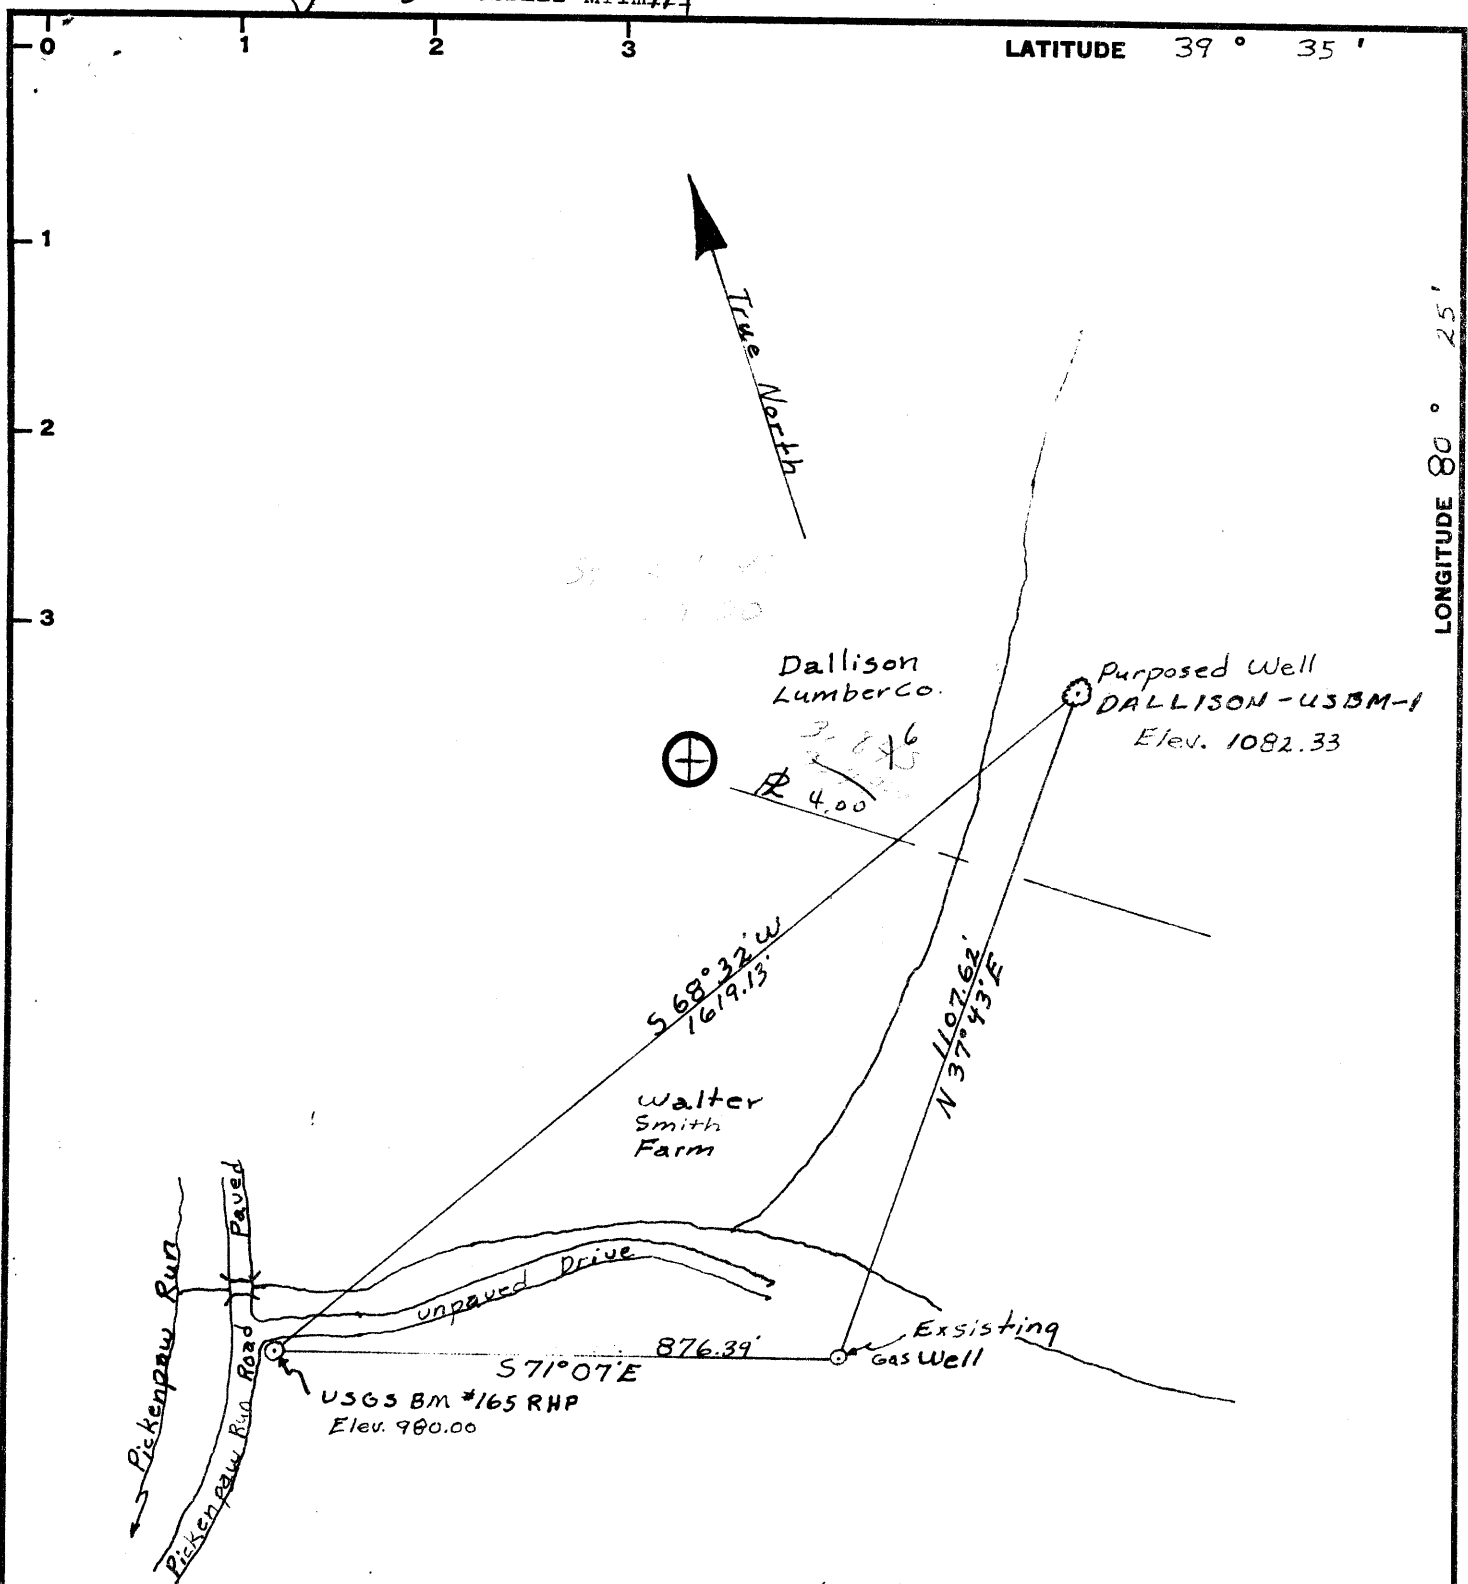 0 1 2 3 LATITUDE 39 ° 35 '
1
2
3
LONGITUDE 80 ° 25'
True North
Dallison
Lumber Co.
4.00
Purposed Well
DALLISON - USBM-1
Elev. 1082.33
S 68° 32' W
1619.13'
1107.62'
N 37° 43' E
Walter
Smith
Farm
Paved
Pickenpaw Run
Pickenpaw Run Road
unpaved Drive
876.39'
S 71° 07' E
Exsisting
Gas Well
USGS BM #165 RHP
Elev. 980.00